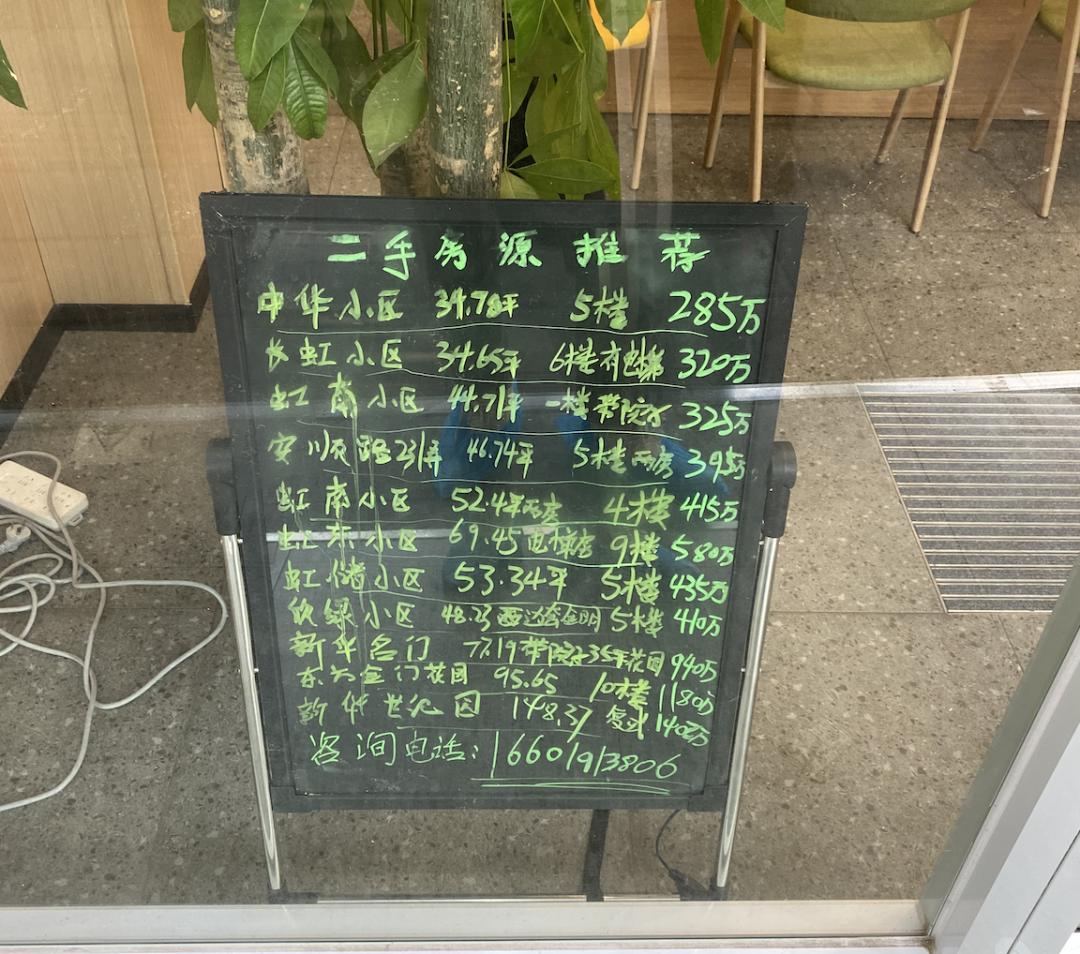 二手房源推荐
中华小区 39.78平 5楼 285万
长虹小区 34.65平 6楼有电梯 320万
虹南小区 44.71平 一楼带院子 325万
安顺路231弄 46.74平 5楼两房 395万
虹南小区 52.4平两房 4楼 415万
虹东小区 69.45 电梯房 9楼 580万
虹储小区 53.34平 5楼 435万
欣绿小区 48.23 西边套全明 5楼 410万
新华名门 77.19 带院子35平花园 940万
东方金门花园 95.65 10楼 1180万
新华世纪园 148.37 复式 1400万
咨询电话:16601913806